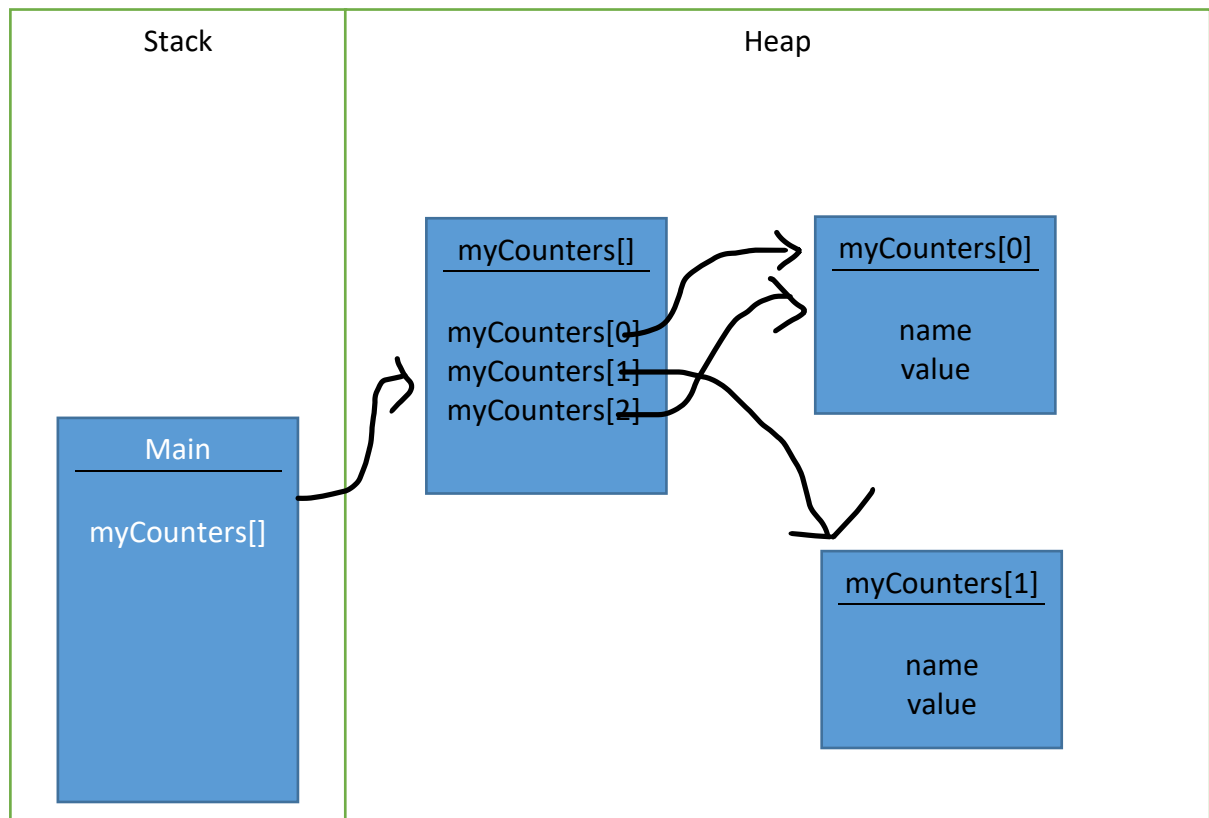 Stack
Heap
Main
myCounters[]
myCounters[]
myCounters[0]
myCounters[1]
myCounters[2]
myCounters[0]
name
value
myCounters[1]
name
value